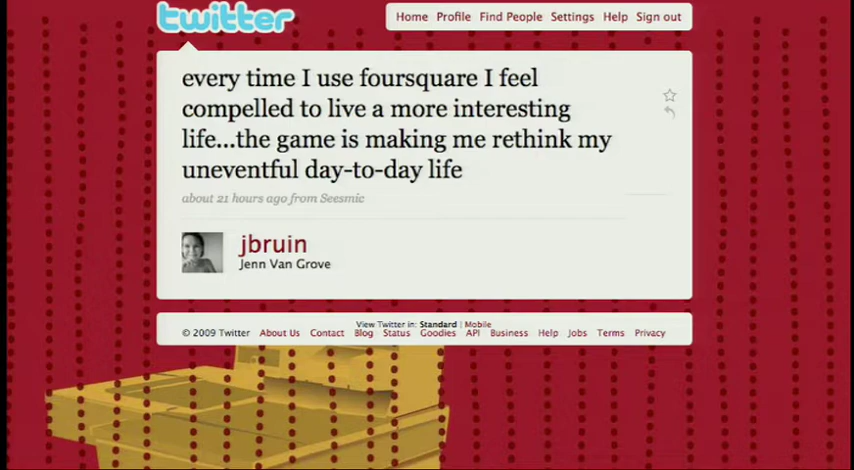 twitter
Home Profile Find People Settings Help Sign out
every time I use foursquare I feel
compelled to live a more interesting
life...the game is making me rethink my
uneventful day-to-day life
about 21 hours ago from Seesmic
jbruin
Jenn Van Grove
View Twitter in: Standard | Mobile
© 2009 Twitter About Us Contact Blog Status Goodies API Business Help Jobs Terms Privacy